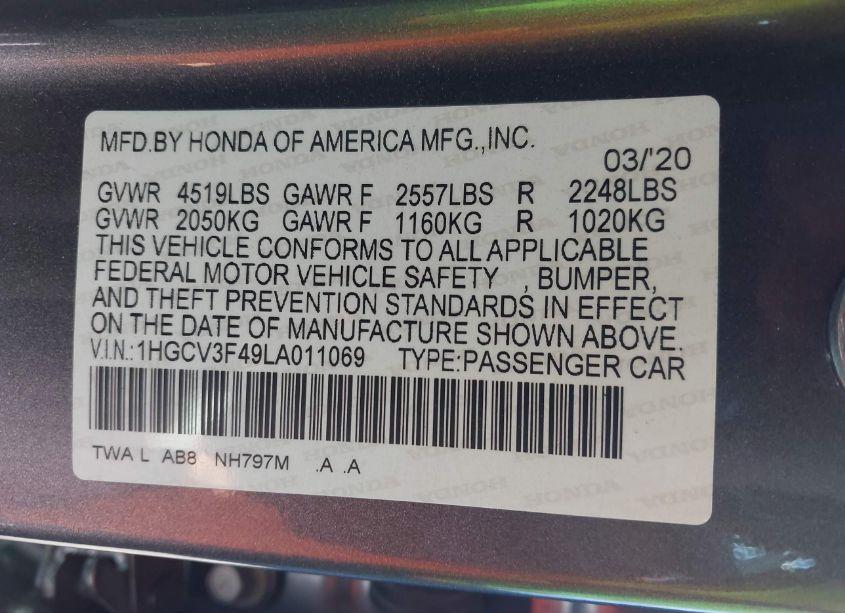 MFD.BY HONDA OF AMERICA MFG.,INC.
03/'20
GVWR 4519LBS GAWR F 2557LBS R 2248LBS
GVWR 2050KG GAWR F 1160KG R 1020KG
THIS VEHICLE CONFORMS TO ALL APPLICABLE
FEDERAL MOTOR VEHICLE SAFETY , BUMPER,
AND THEFT PREVENTION STANDARDS IN EFFECT
ON THE DATE OF MANUFACTURE SHOWN ABOVE.
V.I.N.:1HGCV3F49LA011069 TYPE:PASSENGER CAR
TWA L AB8 NH797M .A .A